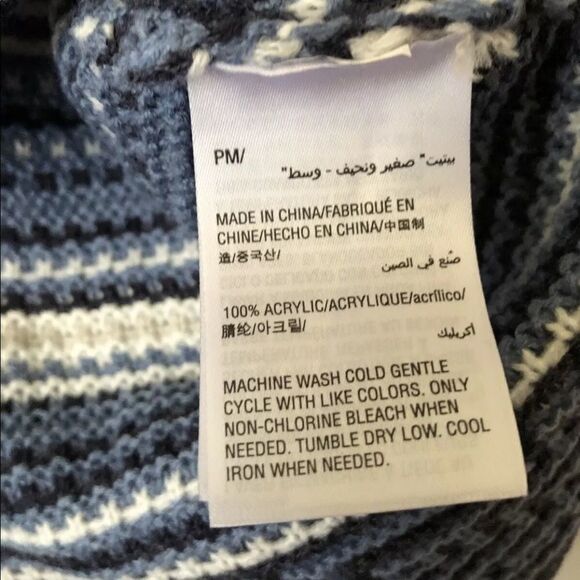 PM/
بيتيت" صغير ونحيف - وسط"
MADE IN CHINA/FABRIQUÉ EN
CHINE/HECHO EN CHINA/中国制
造/중국산/
صُنع في الصين
100% ACRYLIC/ACRYLIQUE/acrílico/
腈纶/아크릴/
أكريليك
MACHINE WASH COLD GENTLE
CYCLE WITH LIKE COLORS. ONLY
NON-CHLORINE BLEACH WHEN
NEEDED. TUMBLE DRY LOW. COOL
IRON WHEN NEEDED.